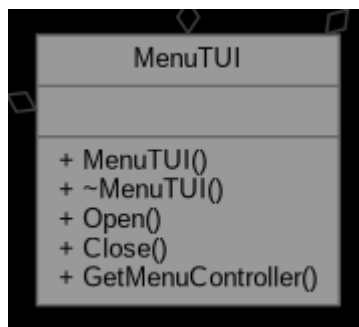 MenuTUI
+ MenuTUI()
+ ~MenuTUI()
+ Open()
+ Close()
+ GetMenuController()